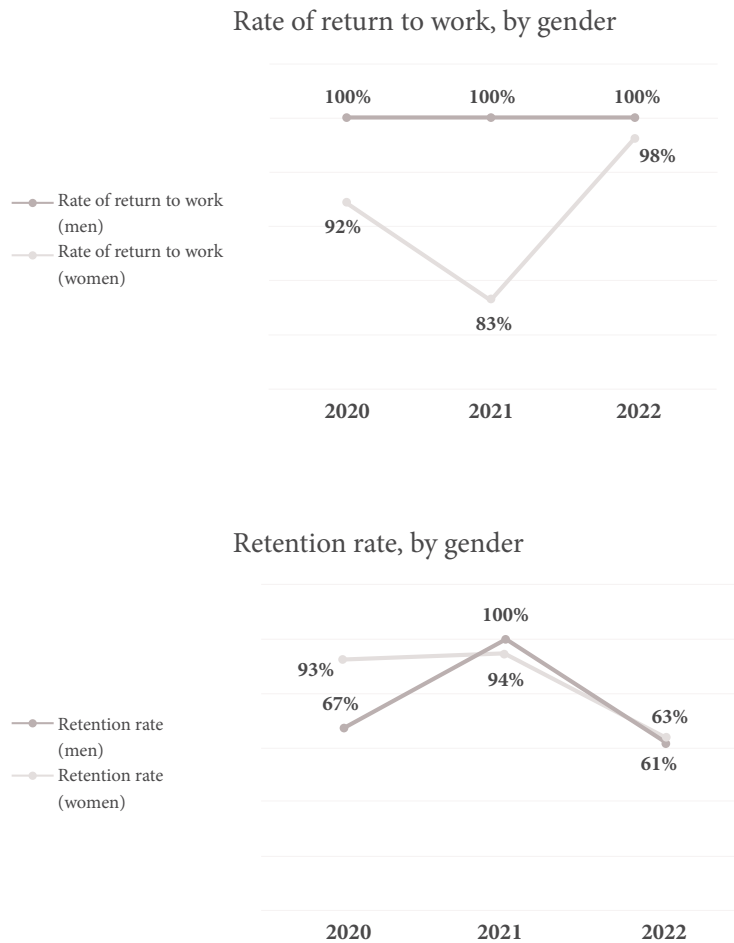 Rate of return to work, by gender
100% 100% 100%
98%
Rate of return to work
(men)
92%
Rate of return to work
(women)
83%
2020 2021 2022
Retention rate, by gender
100%
93%
94%
67%
63%
Retention rate
(men)
61%
Retention rate
(women)
2020 2021 2022